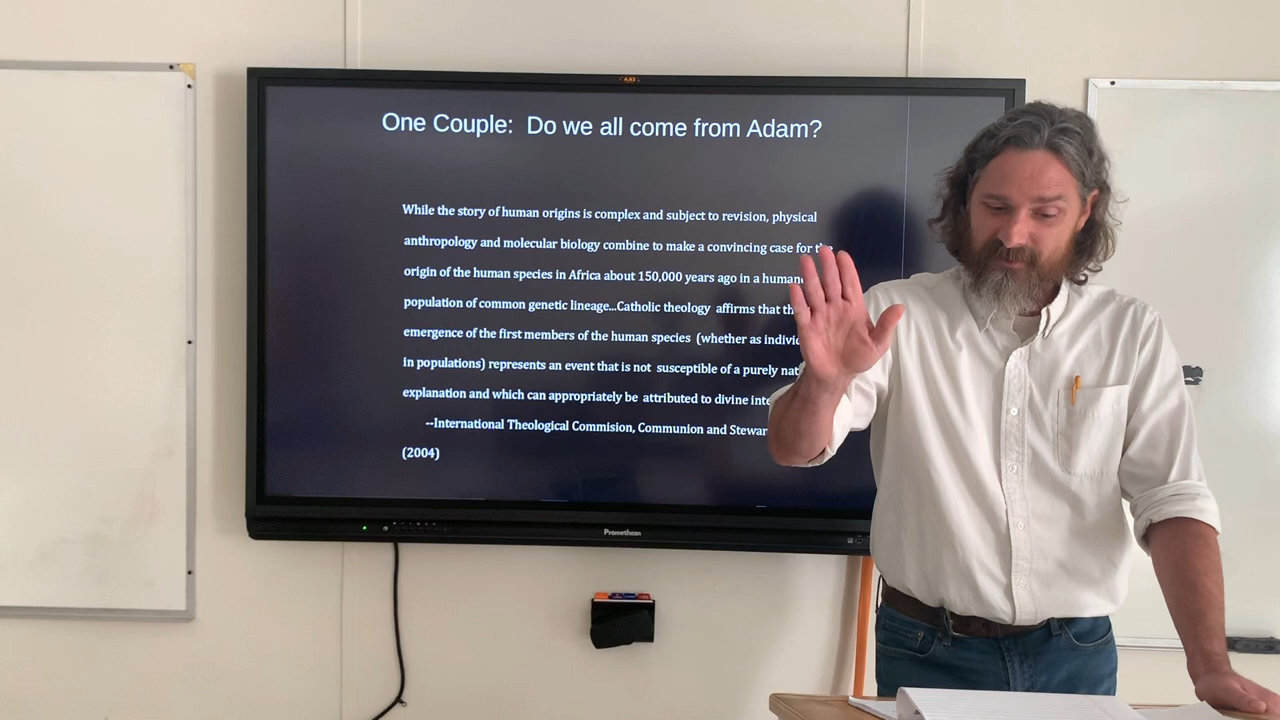 AXI
One Couple: Do we all come from Adam?
While the story of human origins is complex and subject to revision, physical
anthropology and molecular biology combine to make a convincing case for the
origin of the human species in Africa about 150,000 years ago in a
population of common genetic lineage...Catholic theology affirms that
emergence of the first members of the human species (whether as
in populations) represents an event that is not susceptible of a purely
explanation and which can appropriately be attributed to divine
--International Theological Commision, Communion and
(2004)
Promethean